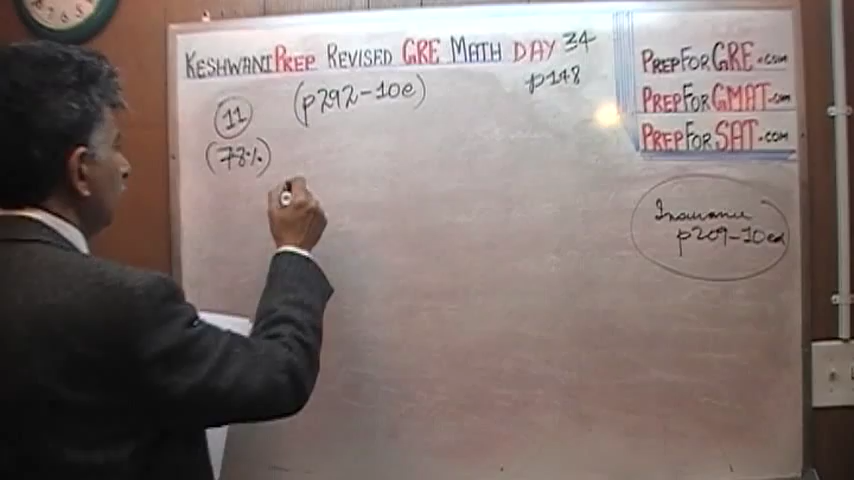 KESHWANIPREP REVISED GRE MATH DAY 34
p148
11 (p292-10e)
(78%)
PREPFORGRE.com
PREPFORGMAT.com
PREPFORSAT.com
Insurance
p209-10ed